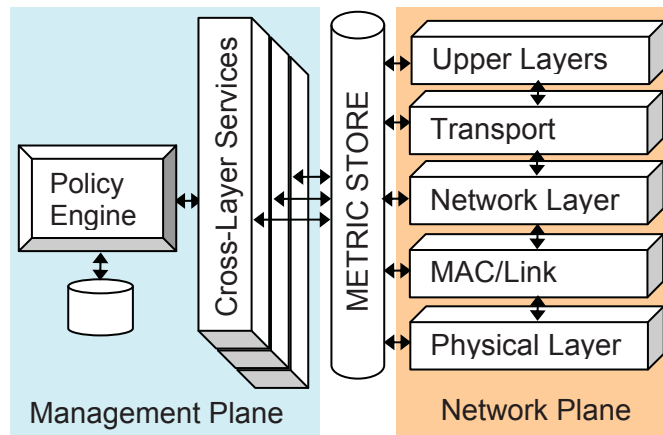 Policy
Engine
Cross-Layer Services
METRIC STORE
Upper Layers
Transport
Network Layer
MAC/Link
Physical Layer
Management Plane
Network Plane